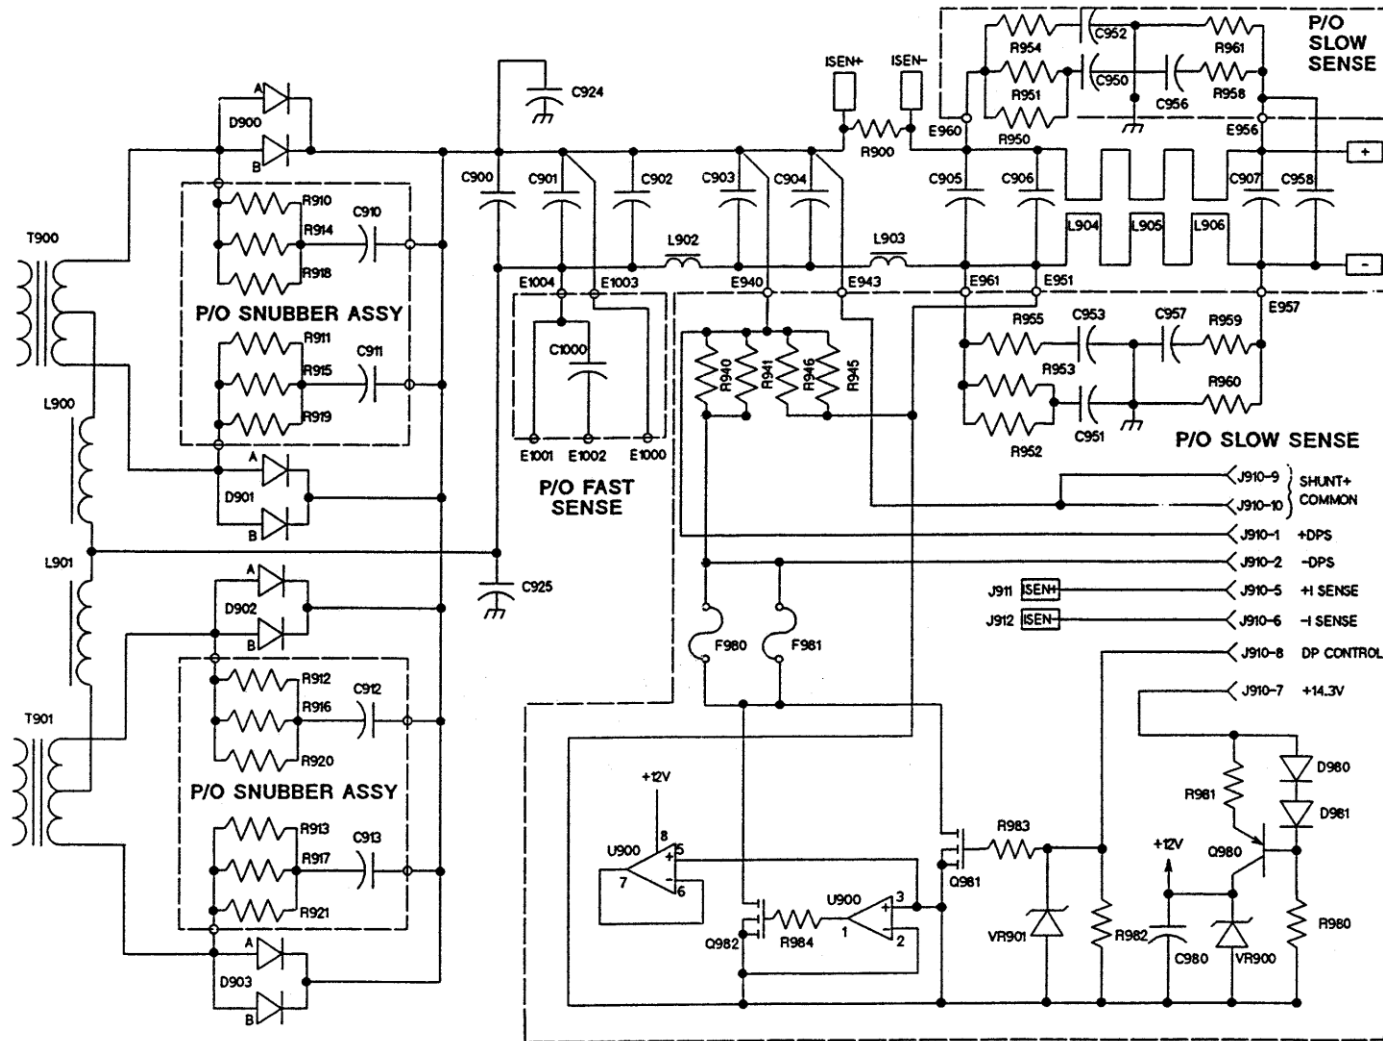 P/O
SLOW
SENSE
C952
R954
R961
C950
R951
C956
R958
R950
E960
E956
ISEN+
ISEN-
R900
A
D900
B
C924
C900
C901
C902
C903
C904
C905
C906
C907
C958
+
-
L904
L905
L906
R910
C910
R914
R918
P/O SNUBBER ASSY
R911
C911
R915
R919
T900
L900
A
D901
B
L902
L903
E1004
E1003
E940
E943
E961
E951
E957
C1000
E1001
E1002
E1000
P/O FAST
SENSE
R940
R941
R946
R945
R955
C953
C957
R959
R953
R960
R952
C951
P/O SLOW SENSE
J910-9
SHUNT+
J910-10
COMMON
J910-1 +DPS
J910-2 -DPS
J911 ISEN+
J910-5 +I SENSE
J912 ISEN-
J910-6 -I SENSE
J910-8 DP CONTROL
J910-7 +14.3V
L901
A
D902
B
C925
F980
F981
R912
C912
R916
R920
P/O SNUBBER ASSY
R913
C913
R917
R921
T901
A
D903
B
+12V
U900
8
+
5
7
-
6
Q982
R984
U900
+
3
1
-
2
Q981
R983
VR901
R982
+12V
C980
VR900
R981
Q980
D980
D981
R980